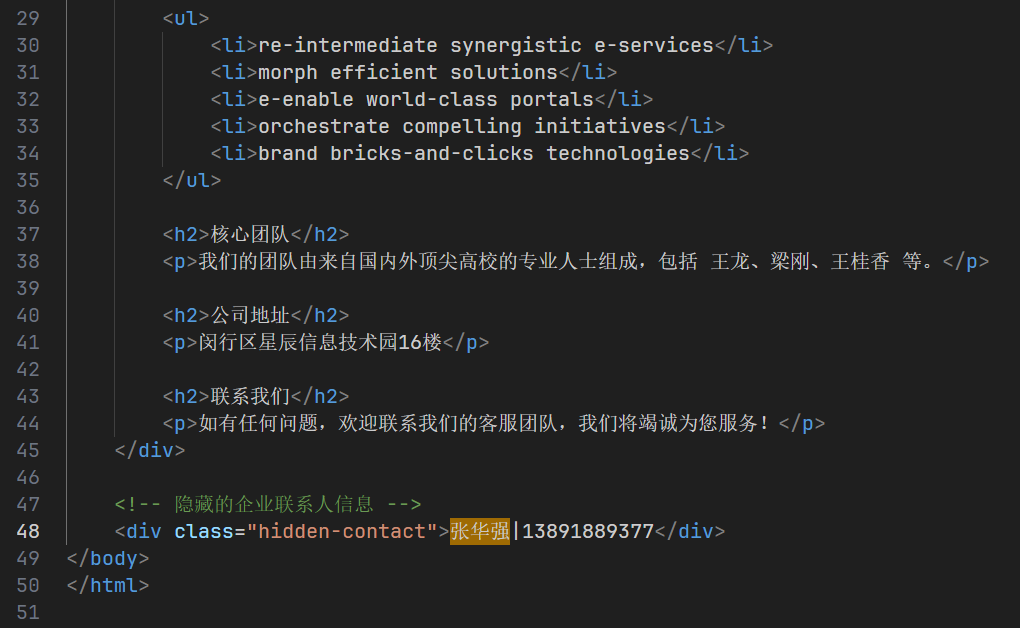 29 <ul>
30 <li>re-intermediate synergistic e-services</li>
31 <li>morph efficient solutions</li>
32 <li>e-enable world-class portals</li>
33 <li>orchestrate compelling initiatives</li>
34 <li>brand bricks-and-clicks technologies</li>
35 </ul>
36
37 <h2>核心团队</h2>
38 <p>我们的团队由来自国内外顶尖高校的专业人士组成，包括 王龙、梁刚、王桂香 等。</p>
39
40 <h2>公司地址</h2>
41 <p>闵行区星辰信息技术园16楼</p>
42
43 <h2>联系我们</h2>
44 <p>如有任何问题，欢迎联系我们的客服团队，我们将竭诚为您服务！</p>
45 </div>
46
47 <!-- 隐藏的企业联系人信息 -->
48 <div class="hidden-contact">张华强|13891889377</div>
49 </body>
50 </html>
51